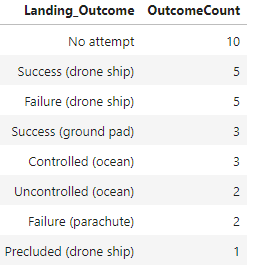 Landing_Outcome OutcomeCount
No attempt 10
Success (drone ship) 5
Failure (drone ship) 5
Success (ground pad) 3
Controlled (ocean) 3
Uncontrolled (ocean) 2
Failure (parachute) 2
Precluded (drone ship) 1